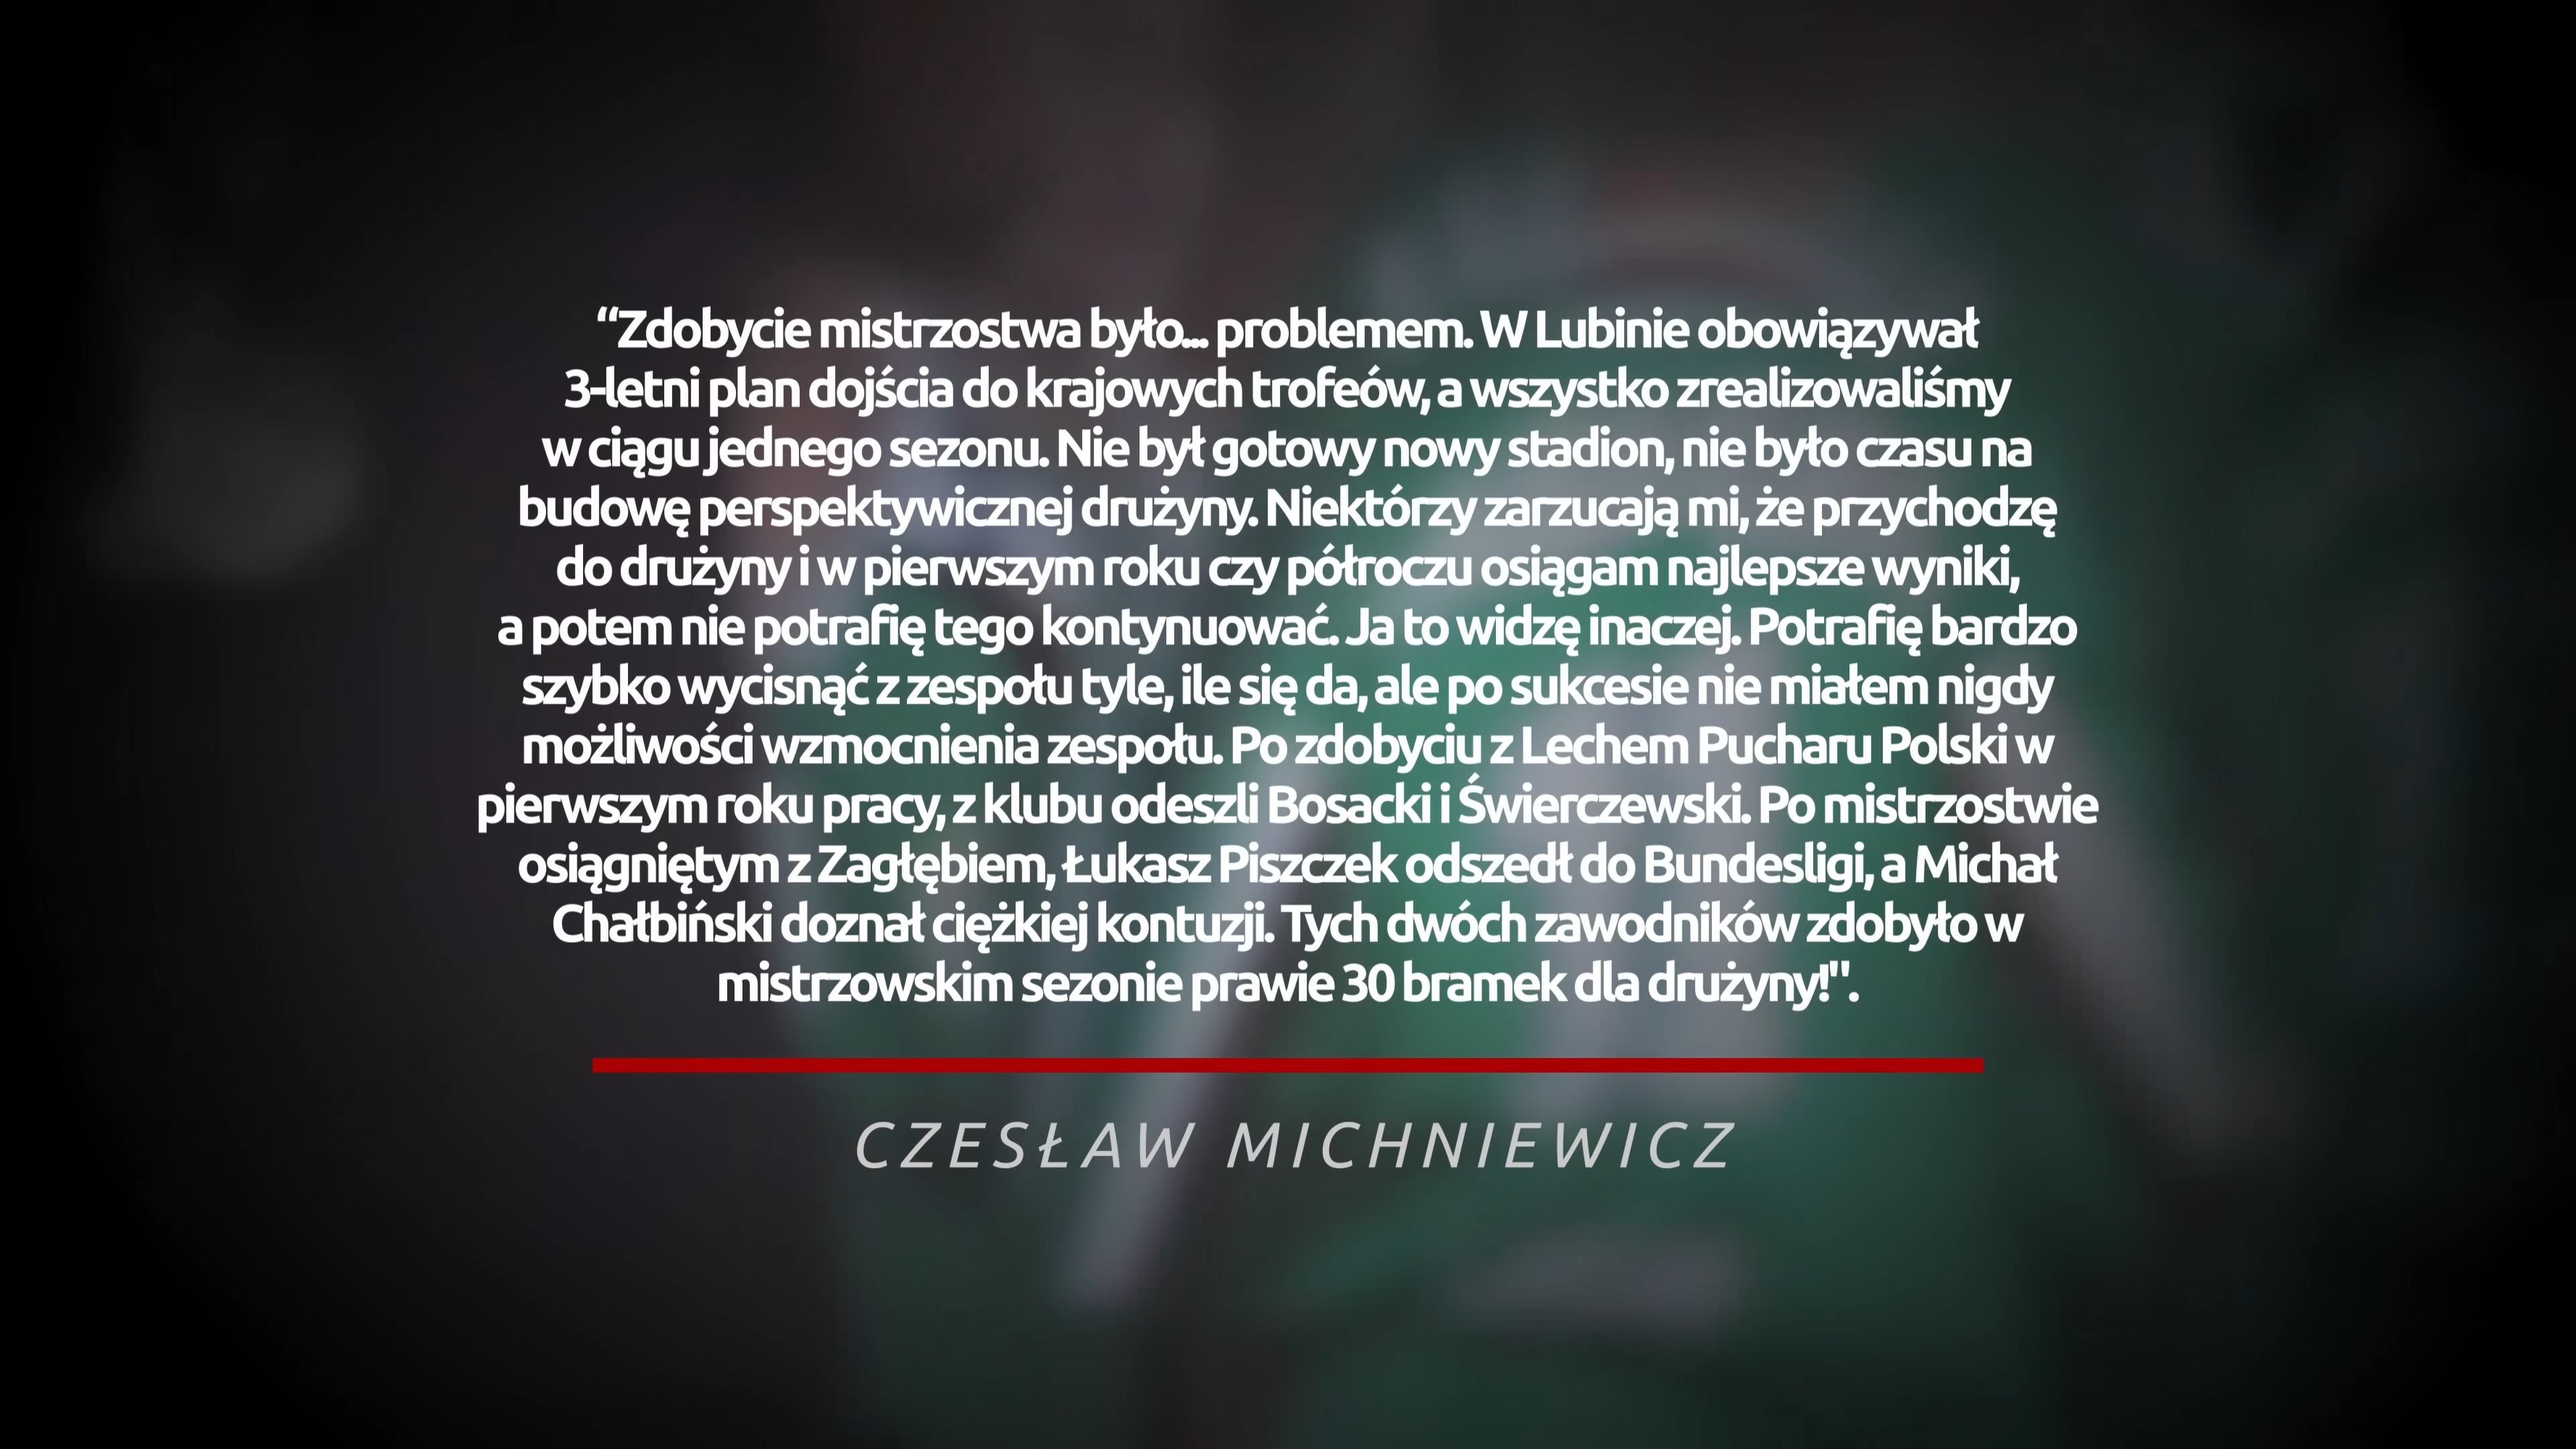 “Zdobycie mistrzostwa było... problemem. W Lubinie obowiązywał
3-letni plan dojścia do krajowych trofeów, a wszystko zrealizowaliśmy
w ciągu jednego sezonu. Nie był gotowy nowy stadion, nie było czasu na
budowę perspektywicznej drużyny. Niektórzy zarzucają mi, że przychodzę
do drużyny i w pierwszym roku czy półroczu osiągam najlepsze wyniki,
a potem nie potrafię tego kontynuować. Ja to widzę inaczej. Potrafię bardzo
szybko wycisnąć z zespołu tyle, ile się da, ale po sukcesie nie miałem nigdy
możliwości wzmocnienia zespołu. Po zdobyciu z Lechem Pucharu Polski w
pierwszym roku pracy, z klubu odeszli Bosacki i Świerczewski. Po mistrzostwie
osiągniętym z Zagłębiem, Łukasz Piszczek odszedł do Bundesligi, a Michał
Chałbiński doznał ciężkiej kontuzji. Tych dwóch zawodników zdobyło w
mistrzowskim sezonie prawie 30 bramek dla drużyny!".
CZESŁAW MICHNIEWICZ